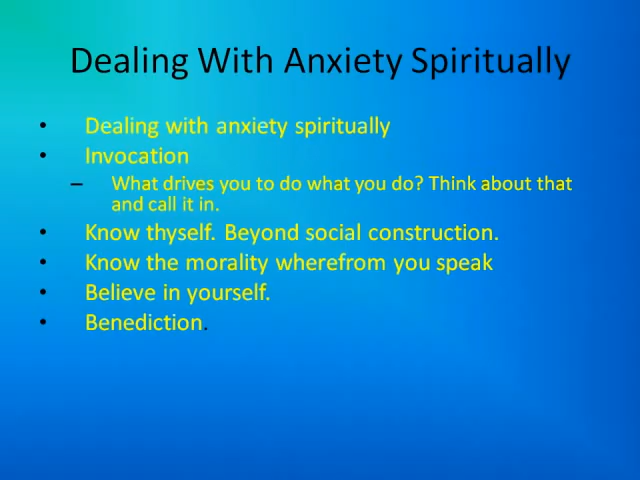 Dealing With Anxiety Spiritually
• Dealing with anxiety spiritually
• Invocation
– What drives you to do what you do? Think about that
and call it in.
• Know thyself. Beyond social construction.
• Know the morality wherefrom you speak
• Believe in yourself.
• Benediction.